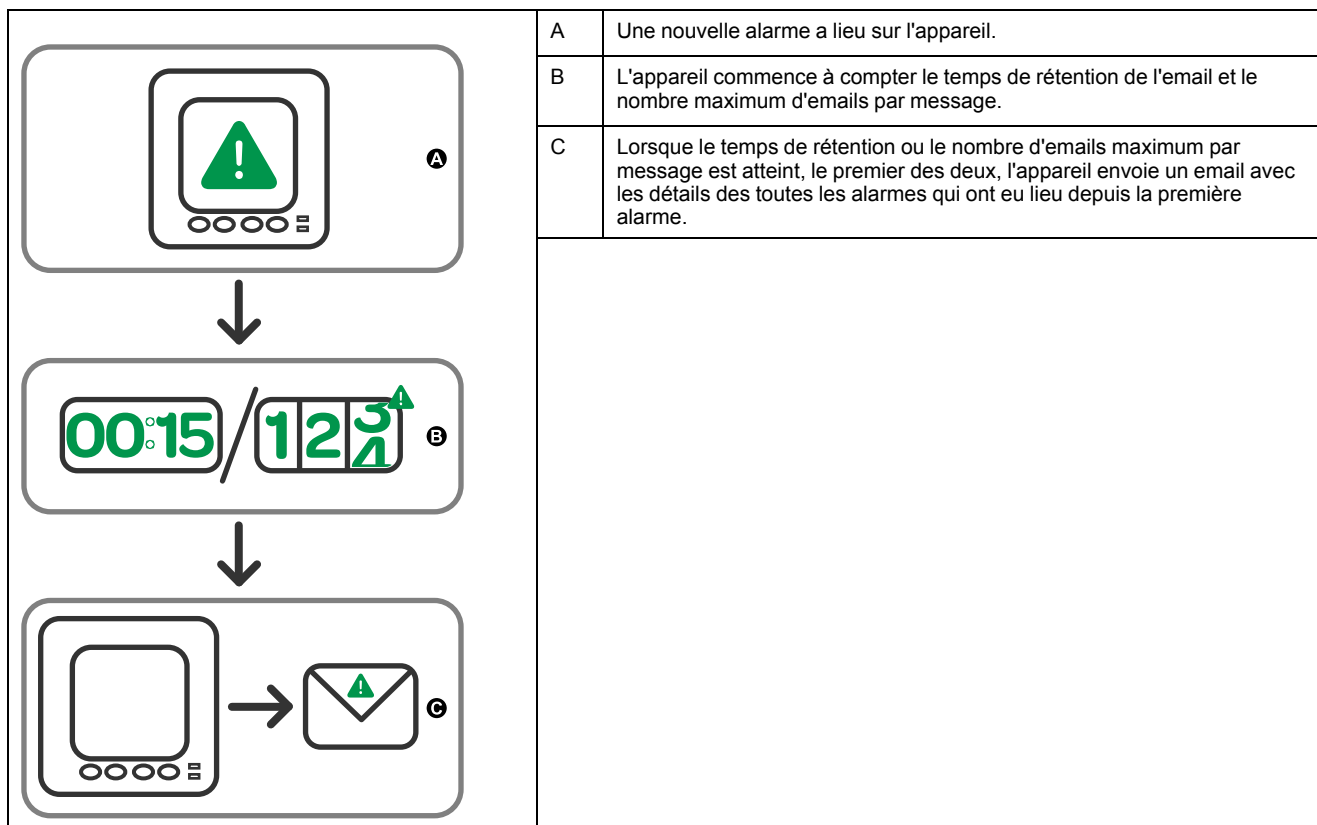 A
Une nouvelle alarme a lieu sur l'appareil.
B
L'appareil commence à compter le temps de rétention de l'email et le
nombre maximum d'emails par message.
C
Lorsque le temps de rétention ou le nombre d'emails maximum par
message est atteint, le premier des deux, l'appareil envoie un email avec
les détails des toutes les alarmes qui ont eu lieu depuis la première
alarme.
!
A
00:15/123
4
!
B
!
C